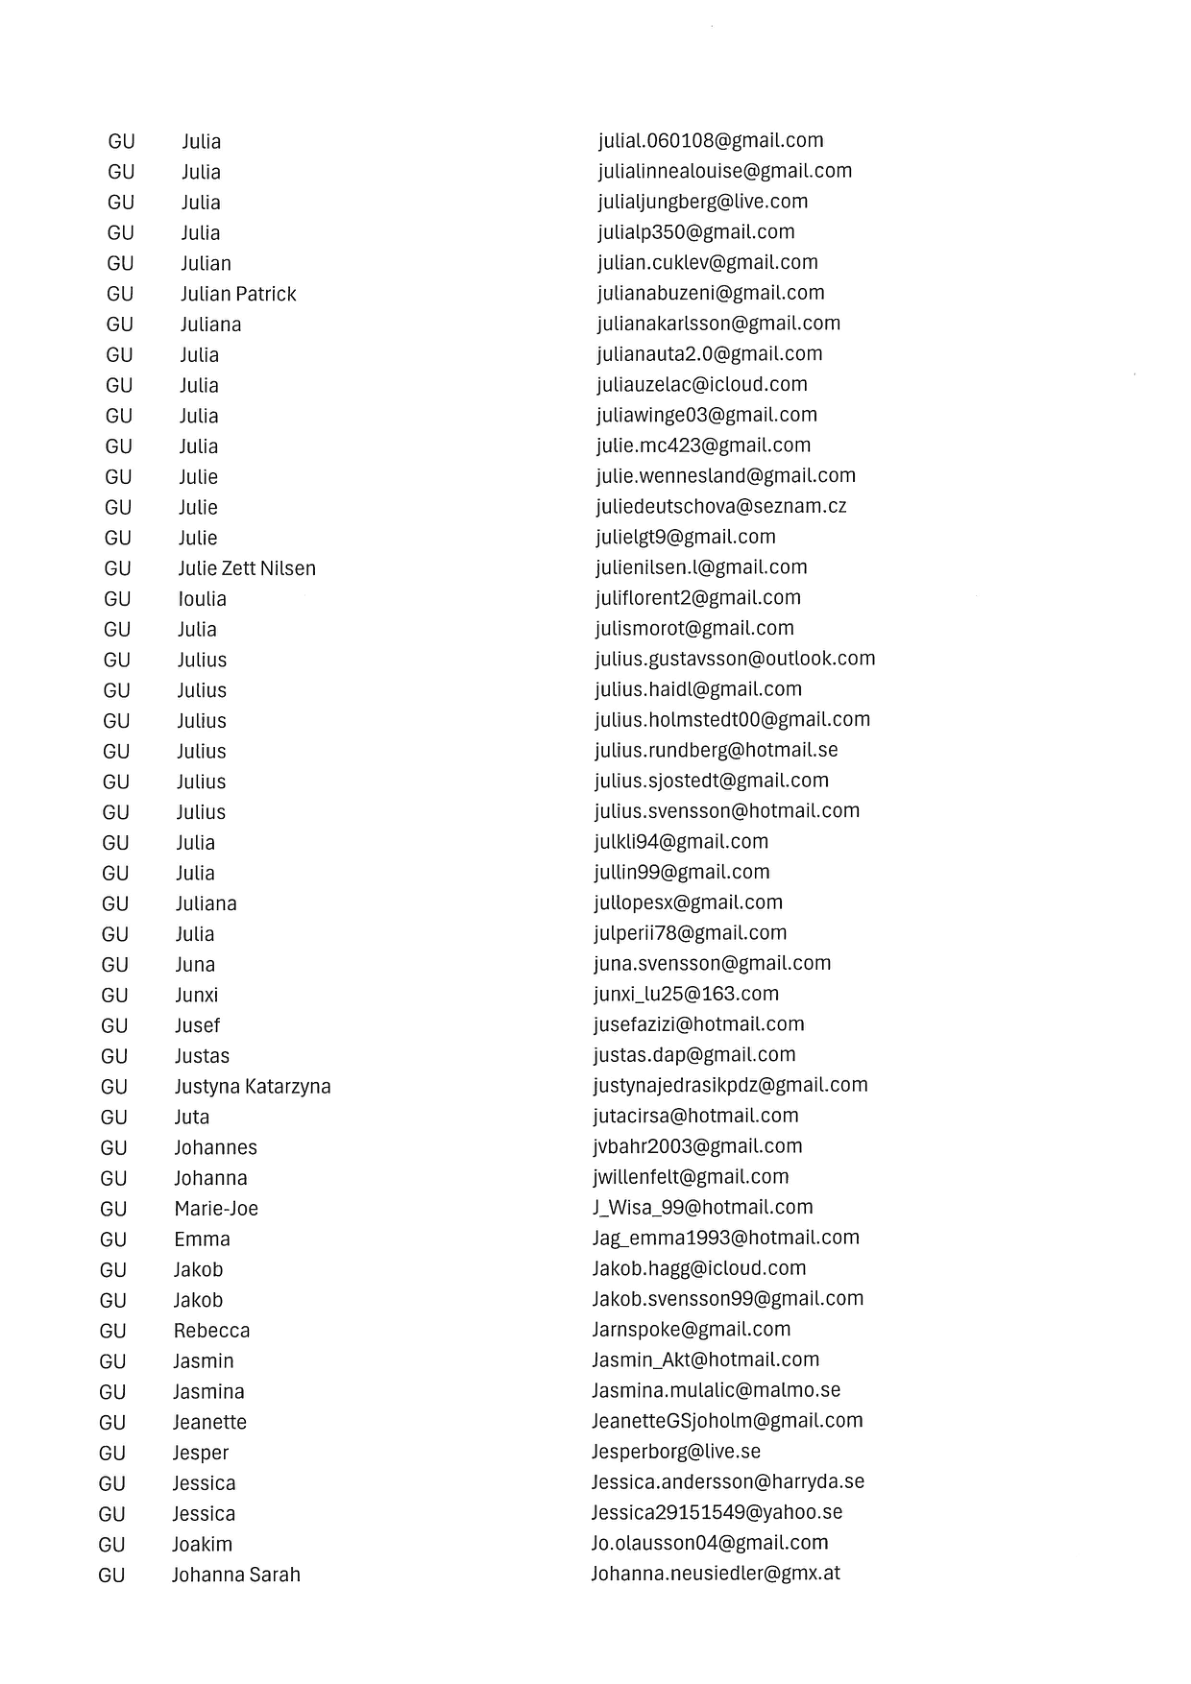 GU Julia julial.060108@gmail.com
GU Julia julialinnealouise@gmail.com
GU Julia julialjungberg@live.com
GU Julia julialp350@gmail.com
GU Julian julian.cuklev@gmail.com
GU Julian Patrick julianabuzeni@gmail.com
GU Juliana julianakarlsson@gmail.com
GU Julia julianauta2.0@gmail.com
GU Julia juliauzelac@icloud.com
GU Julia juliawinge03@gmail.com
GU Julia julie.mc423@gmail.com
GU Julie julie.wennesland@gmail.com
GU Julie juliedeutschova@seznam.cz
GU Julie julielgt9@gmail.com
GU Julie Zett Nilsen julienilsen.l@gmail.com
GU Ioulia juliflorent2@gmail.com
GU Julia julismorot@gmail.com
GU Julius julius.gustavsson@outlook.com
GU Julius julius.haidl@gmail.com
GU Julius julius.holmstedt00@gmail.com
GU Julius julius.rundberg@hotmail.se
GU Julius julius.sjostedt@gmail.com
GU Julius julius.svensson@hotmail.com
GU Julia julkli94@gmail.com
GU Julia jullin99@gmail.com
GU Juliana jullopesx@gmail.com
GU Julia julperii78@gmail.com
GU Juna juna.svensson@gmail.com
GU Junxi junxi_lu25@163.com
GU Jusef jusefazizi@hotmail.com
GU Justas justas.dap@gmail.com
GU Justyna Katarzyna justynajedrasikpdz@gmail.com
GU Juta jutacirsa@hotmail.com
GU Johannes jvbahr2003@gmail.com
GU Johanna jwillenfelt@gmail.com
GU Marie-Joe J_Wisa_99@hotmail.com
GU Emma Jag_emma1993@hotmail.com
GU Jakob Jakob.hagg@icloud.com
GU Jakob Jakob.svensson99@gmail.com
GU Rebecca Jarnspoke@gmail.com
GU Jasmin Jasmin_Akt@hotmail.com
GU Jasmina Jasmina.mulalic@malmo.se
GU Jeanette JeanetteGSjoholm@gmail.com
GU Jesper Jesperborg@live.se
GU Jessica Jessica.andersson@harryda.se
GU Jessica Jessica29151549@yahoo.se
GU Joakim Jo.olausson04@gmail.com
GU Johanna Sarah Johanna.neusiedler@gmx.at